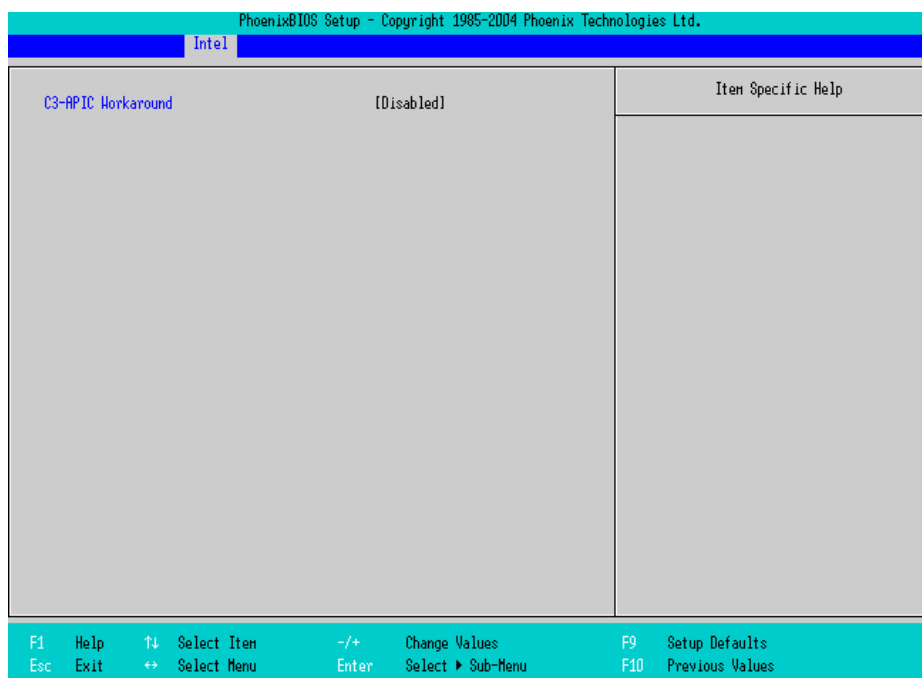 PhoenixBIOS Setup - Copyright 1985-2004 Phoenix Technologies Ltd.
Intel
C3-APIC Workaround [Disabled]
Item Specific Help
F1 Help ↑↓ Select Item -/+ Change Values F9 Setup Defaults
Esc Exit ↔ Select Menu Enter Select ▶ Sub-Menu F10 Previous Values